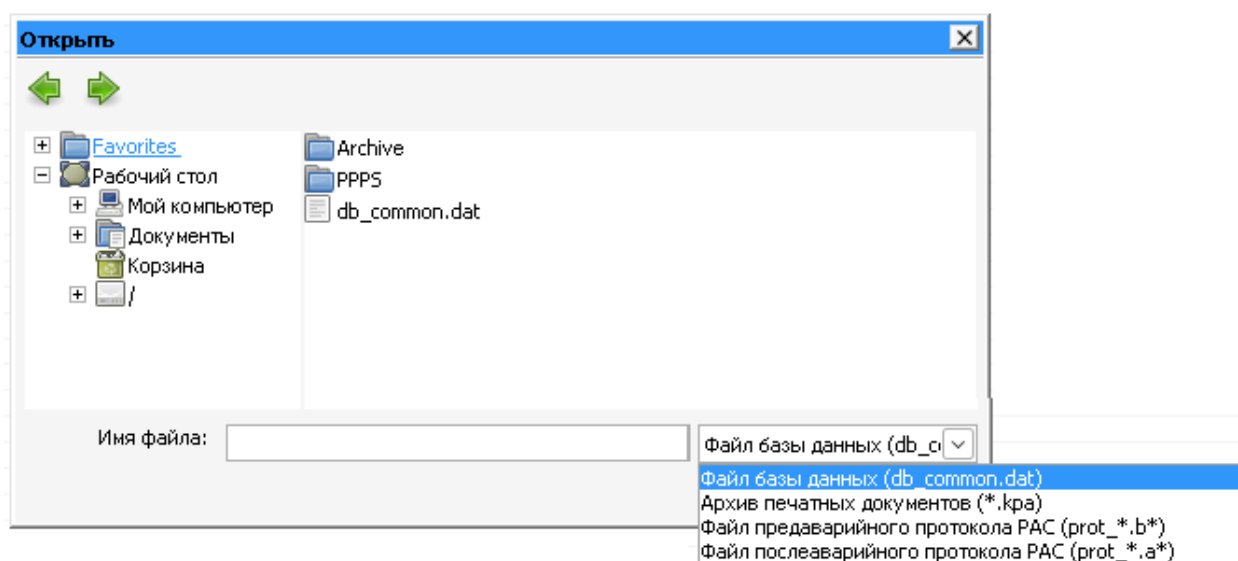 Открыть
Favorites
Рабочий стол
Мой компьютер
Документы
Корзина
/
Archive
PPPS
db_common.dat
Имя файла:
Файл базы данных (db_co
Файл базы данных (db_common.dat)
Архив печатных документов (*.kpa)
Файл предаварийного протокола РАС (prot_*.b*)
Файл послеаварийного протокола РАС (prot_*.a*)